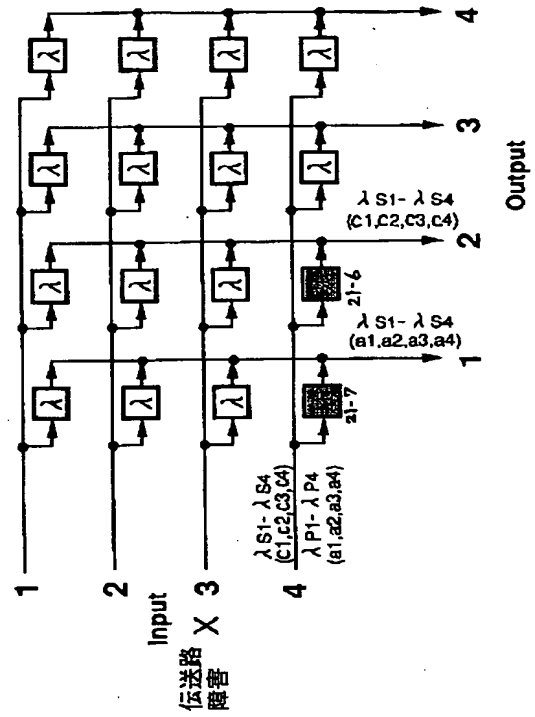 4
λ λ λ λ
3
λ λ λ λ
Output
λS1-λS4
(c1,c2,c3,c4)
2
λ λ λ
21-6
λS1-λS4
(a1,a2,a3,a4)
1
λ λ λ
21-7
λS1-λS4
(c1,c2,c3,c4)
λP1-λP4
(a1,a2,a3,a4)
1
2
3
4
Input
X
伝送路
障害